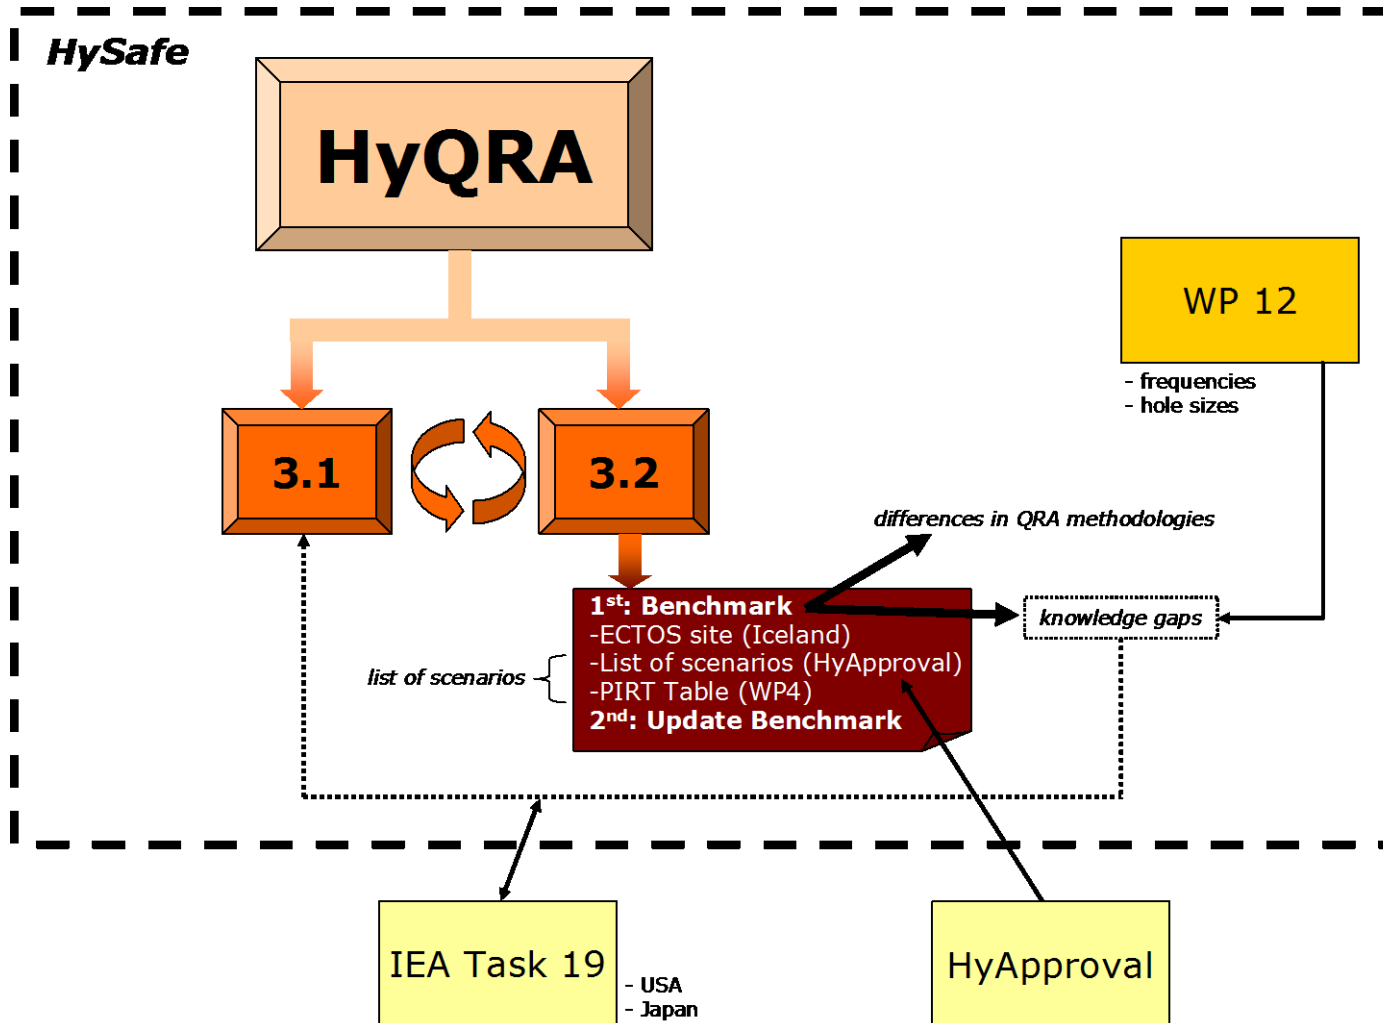 HySafe
HyQRA
WP 12
- frequencies
- hole sizes
3.1
3.2
differences in QRA methodologies
1st: Benchmark
-ECTOS site (Iceland)
-List of scenarios (HyApproval)
-PIRT Table (WP4)
2nd: Update Benchmark
list of scenarios
knowledge gaps
IEA Task 19
- USA
- Japan
HyApproval